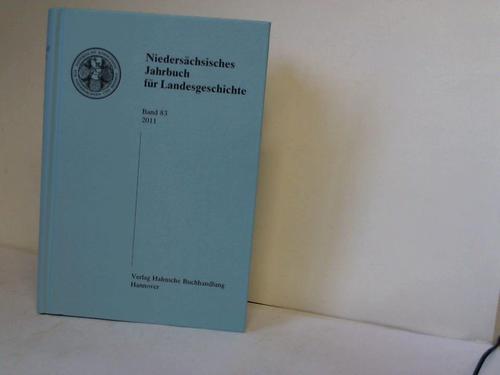 Niedersächsisches
Jahrbuch
für Landesgeschichte
Band 83
2011
Verlag Hahnsche Buchhandlung
Hannover